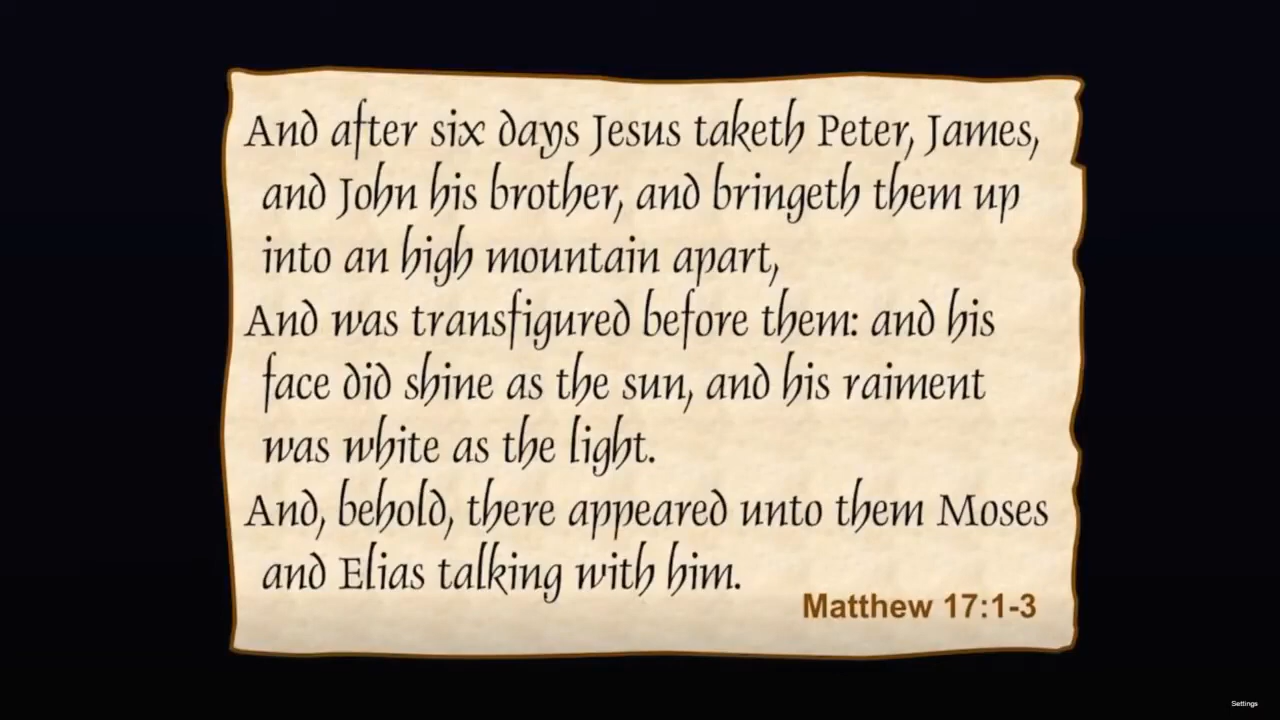 And after six days Jesus taketh Peter, James,
and John his brother, and bringeth them up
into an high mountain apart,
And was transfigured before them: and his
face did shine as the sun, and his raiment
was white as the light.
And, behold, there appeared unto them Moses
and Elias talking with him.
Matthew 17:1-3
Settings